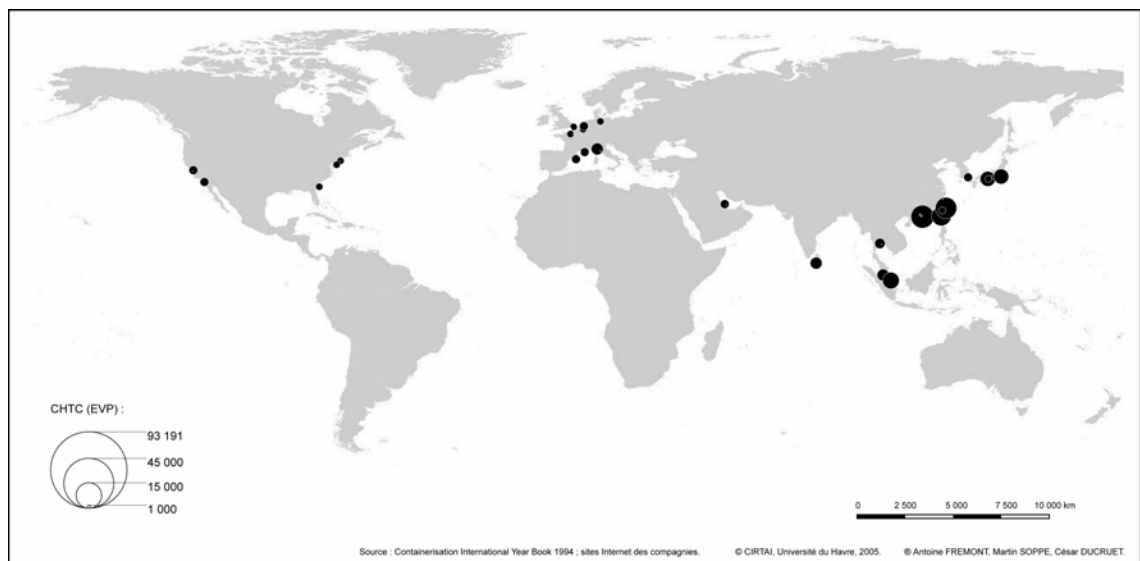 CHTC (EVP) :
93 191
45 000
15 000
1 000
0 2 500 5 000 7 500 10 000 km
Source : Containerisation International Year Book 1994 ; sites Internet des compagnies. © CIRTAI, Université du Havre, 2005. ® Antoine FREMONT, Martin SOPPE, César DUCRUET.